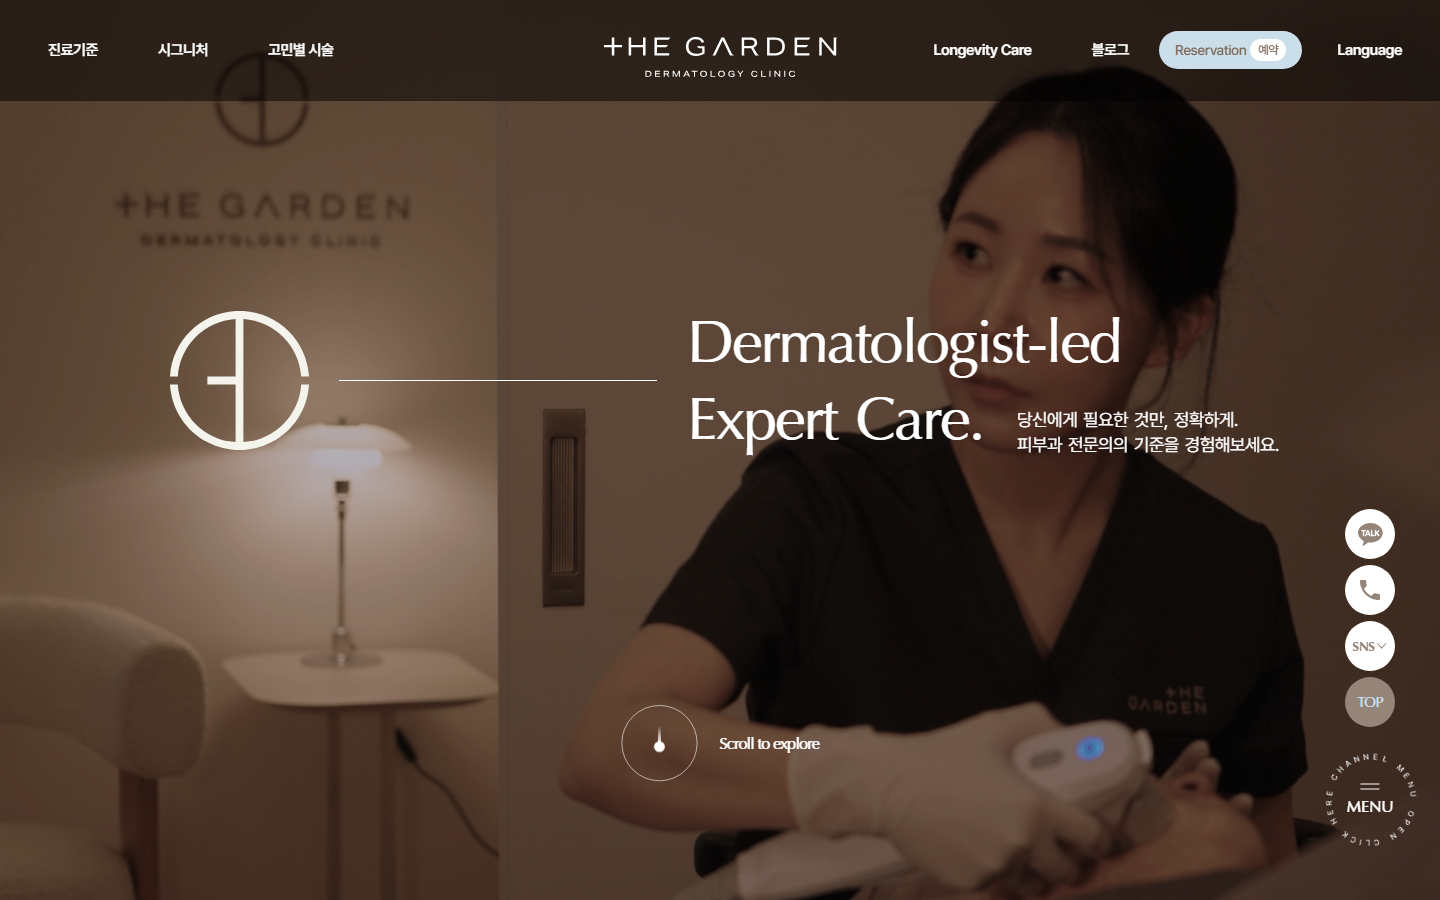 진료기준
시그니처
고민별 시술
THE GARDEN
DERMATOLOGY CLINIC
Longevity Care
블로그
Reservation 예약
Language
THE GARDEN
DERMATOLOGY CLINIC
Dermatologist-led
Expert Care.
당신에게 필요한 것만, 정확하게.
피부과 전문의의 기준을 경험해보세요.
TALK
SNS
TOP
THE
GARDEN
Scroll to explore
CHANNEL MENU OPEN CLICK HERE
MENU